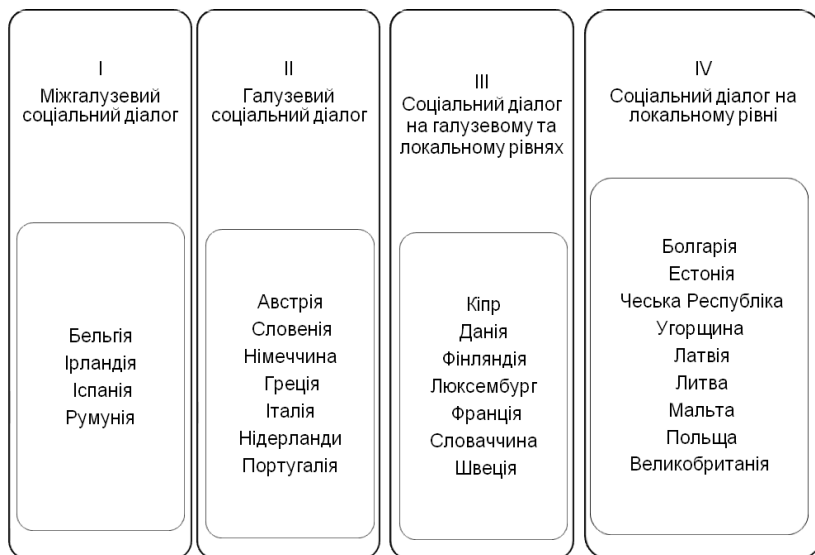 I
Міжгалузевий
соціальний діалог
Бельгія
Ірландія
Іспанія
Румунія
II
Галузевий
соціальний діалог
Австрія
Словенія
Німеччина
Греція
Італія
Нідерланди
Португалія
III
Соціальний діалог
на галузевому та
локальному рівнях
Кіпр
Данія
Фінляндія
Люксембург
Франція
Словаччина
Швеція
IV
Соціальний діалог на
локальному рівні
Болгарія
Естонія
Чеська Республіка
Угорщина
Латвія
Литва
Мальта
Польща
Великобританія